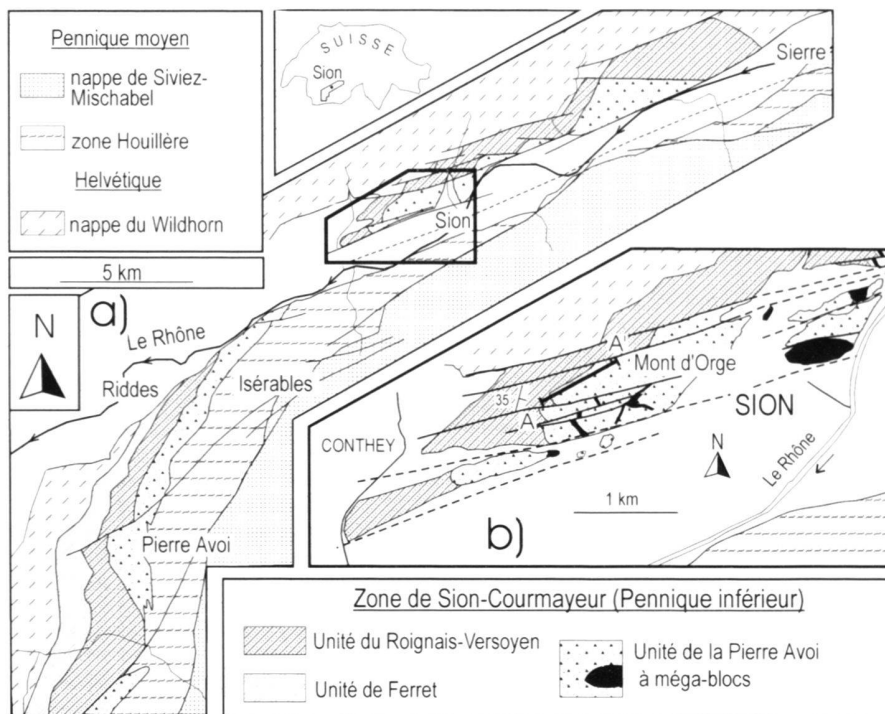 Pennique moyen
nappe de Siviez-
Mischabel
zone Houillère
Helvétique
nappe du Wildhorn
5 km
SUISSE
Sion
Sierre
Sion
a)
N
Le Rhône
Riddes
Isérables
Pierre Avoi
A'
Mont d'Orge
35
A
SION
CONTHEY
N
Le Rhône
1 km
b)
Zone de Sion-Courmayeur (Pennique inférieur)
Unité du Roignais-Versoyen
Unité de Ferret
Unité de la Pierre Avoi
à méga-blocs